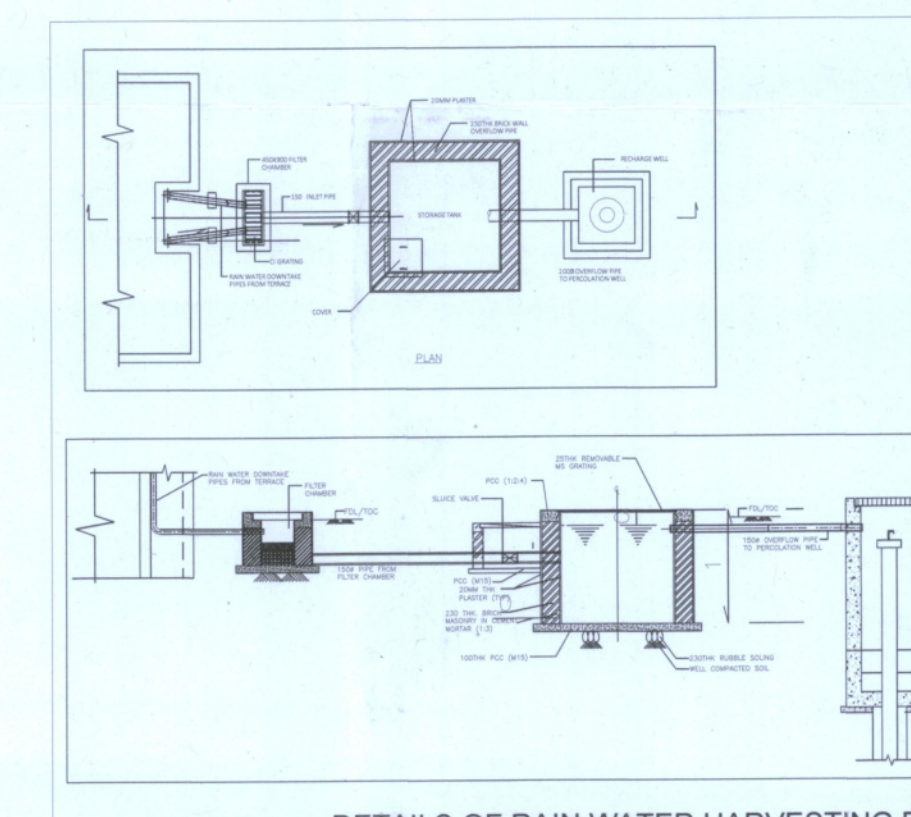 20MM PLASTER
230THK BRICK WALL
OVERFLOW PIPE
450X900 FILTER
CHAMBER
RECHARGE WELL
150 INLET PIPE
STORAGE TANK
CI GRATING
RAIN WATER DOWNTAKE
PIPES FROM TERRACE
OVERFLOW PIPE
TO PERCOLATION WELL
COVER
PLAN
25THK REMOVABLE
MS GRATING
RAIN WATER DOWNTAKE
PIPES FROM TERRACE
PCC (1:2:4)
FILTER
CHAMBER
SLUICE VALVE
FDL/TOC
FDL/TOC
150ø OVERFLOW PIPE
TO PERCOLATION WELL
150ø PIPE FROM
FILTER CHAMBER
PCC (M15)
20MM THK
PLASTER
230 THK. BRICK
MASONRY IN CEMEN
MORTAR (1:3)
100THK PCC (M15)
230THK RUBBLE SOLING
WELL COMPACTED SOIL
DETAILS OF RAIN WATER HARVESTING